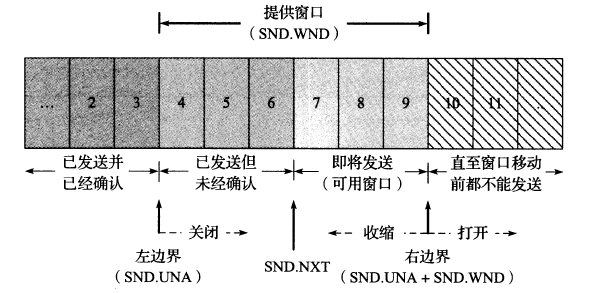 提供窗口
(SND.WND)
... 2 3 4 5 6 7 8 9 10 11 ..
已发送并 已发送但 即将发送 直至窗口移动
已经确认 未经确认 (可用窗口) 前都不能发送
关闭 收缩 打开
左边界 SND.NXT 右边界
(SND.UNA) (SND.UNA + SND.WND)